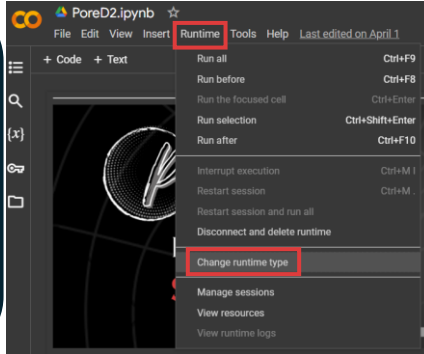 PoreD2.ipynb
File Edit View Insert Runtime Tools Help Last edited on April 1
+ Code + Text
Run all Ctrl+F9
Run before Ctrl+F8
Run the focused cell Ctrl+Enter
{x}
Run selection Ctrl+Shift+Enter
Run after Ctrl+F10
Interrupt execution Ctrl+M I
Restart session Ctrl+M .
Restart session and run all
Disconnect and delete runtime
Change runtime type
Manage sessions
View resources
View runtime logs